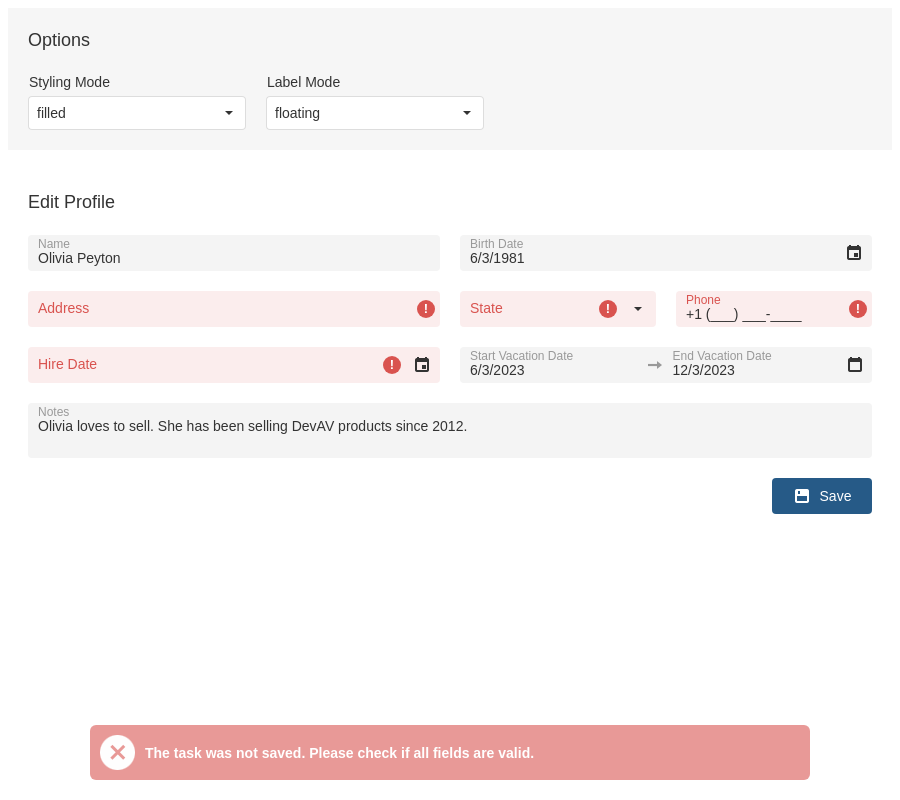 Options
Styling Mode Label Mode
filled floating
Edit Profile
Name Birth Date
Olivia Peyton 6/3/1981
Address ! State ! Phone !
+1 (___) ___-____
Hire Date ! Start Vacation Date End Vacation Date
6/3/2023 12/3/2023
Notes
Olivia loves to sell. She has been selling DevAV products since 2012.
Save
The task was not saved. Please check if all fields are valid.